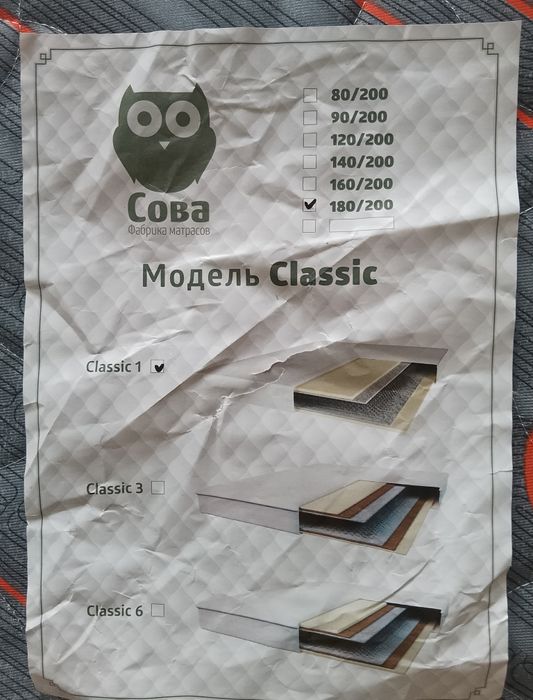 Сова
Фабрика матрасов
80/200
90/200
120/200
140/200
160/200
180/200
Модель Classic
Classic 1
Classic 3
Classic 6